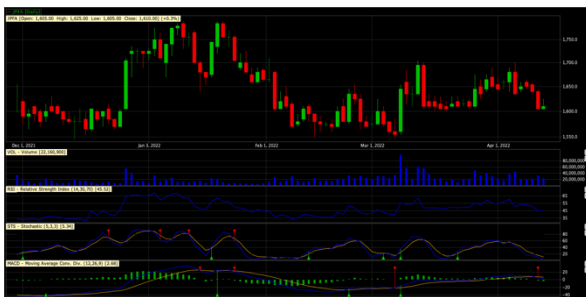 JPFA [Daily]
JPFA [Open: 1,605.00 High: 1,625.00 Low: 1,605.00 Close: 1,610.00] (+0.3%)
1,750.0
1,700.0
1,650.0
1,600.0
1,550.0
Dec 1, 2021 Jan 3, 2022 Feb 1, 2022 Mar 1, 2022 Apr 1, 2022
VOL - Volume [22,160,900]
80,000,000
60,000,000
40,000,000
20,000,000
RSI - Relative Strength Index (14,30,70) [45.52]
85
65
45
STS - Stochastic (5,3,3) [5.34]
80
60
40
20
MACD - Moving Average Conv. Div. (12,26,9) [2.68]
20
0
-20
-40